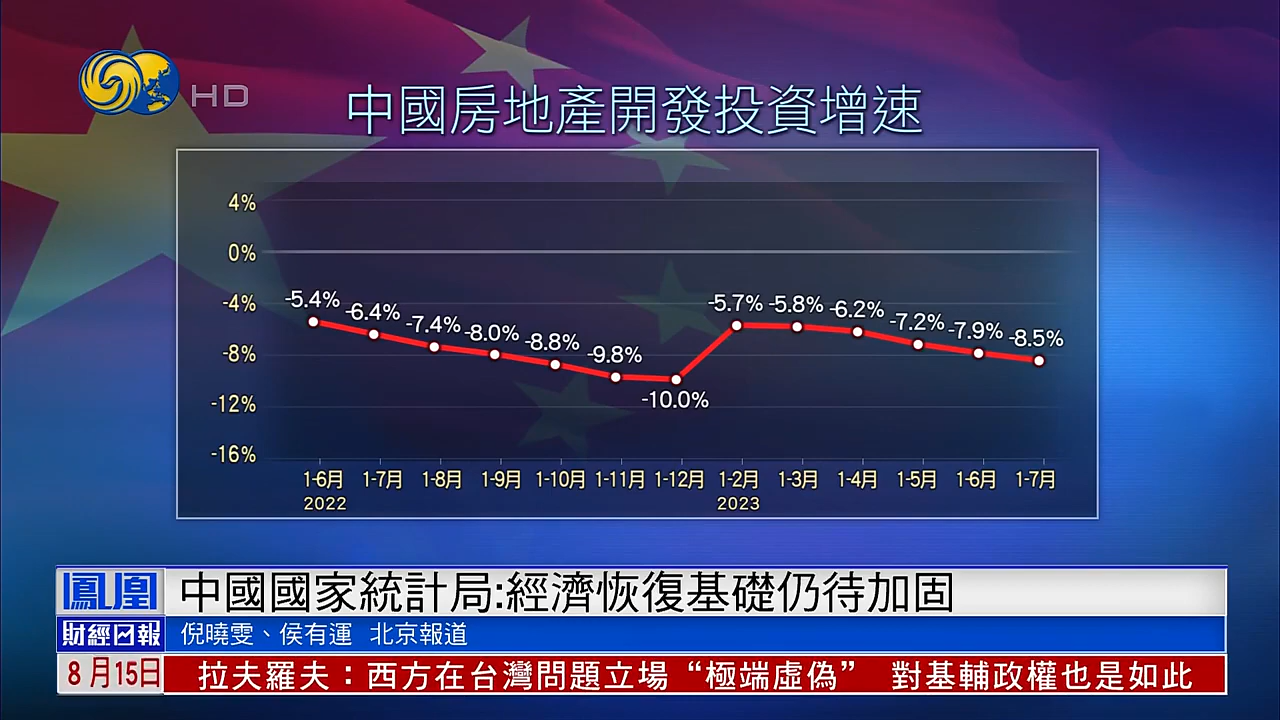 HD
中國房地產開發投資增速
4%
0%
-4%
-8%
-12%
-16%
-5.4% -6.4% -7.4% -8.0% -8.8% -9.8% -10.0% -5.7% -5.8% -6.2% -7.2% -7.9% -8.5%
1-6月 1-7月 1-8月 1-9月 1-10月 1-11月 1-12月 1-2月 1-3月 1-4月 1-5月 1-6月 1-7月
2022 2023
鳳凰 中國國家統計局:經濟恢復基礎仍待加固
財經日報 倪曉雯、侯有運 北京報道
8月15日 拉夫羅夫：西方在台灣問題立場“極端虛偽” 對基輔政權也是如此